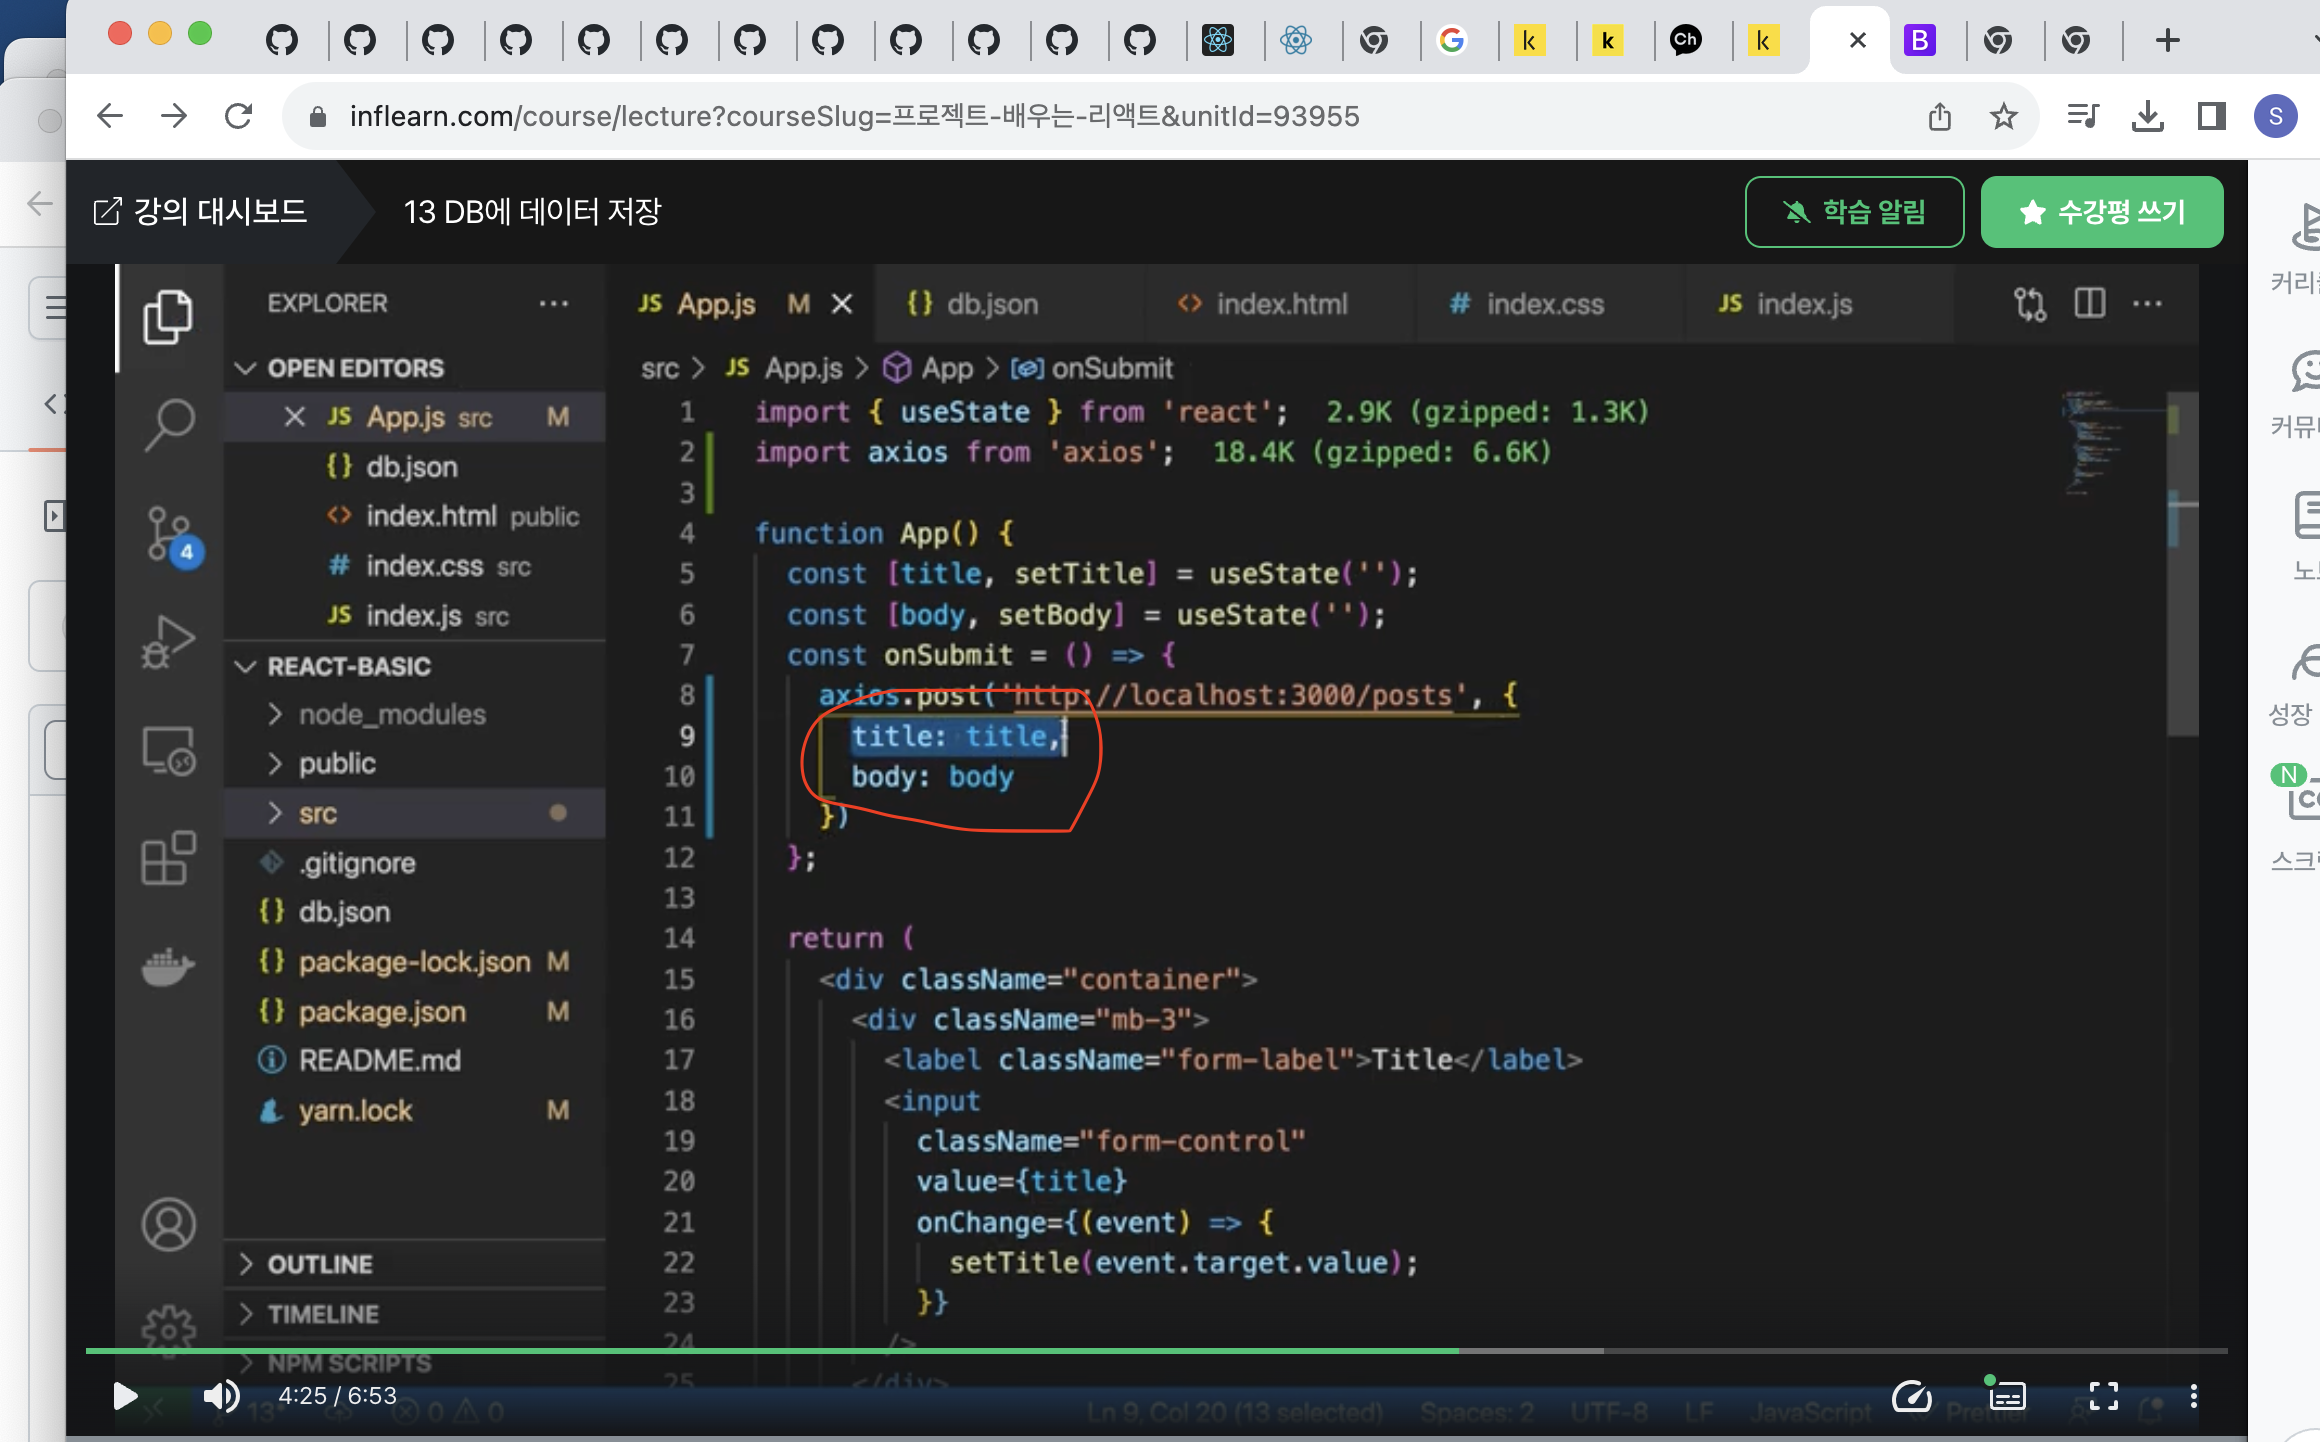 k
k
Ch
k
B
inflearn.com/course/lecture?courseSlug=프로젝트-배우는-리액트&unitId=93955
S
강의 대시보드
13 DB에 데이터 저장
학습 알림
수강평 쓰기
EXPLORER
JS App.js M
{} db.json
<> index.html
# index.css
JS index.js
OPEN EDITORS
JS App.js src M
{} db.json
<> index.html public
# index.css src
JS index.js src
4
REACT-BASIC
node_modules
public
src
.gitignore
{} db.json
{} package-lock.json M
{} package.json M
README.md
yarn.lock M
OUTLINE
TIMELINE
NPM SCRIPTS
src > JS App.js > App > onSubmit
1 import { useState } from 'react'; 2.9K (gzipped: 1.3K)
2 import axios from 'axios'; 18.4K (gzipped: 6.6K)
3
4 function App() {
5 const [title, setTitle] = useState('');
6 const [body, setBody] = useState('');
7 const onSubmit = () => {
8 axios.post('http://localhost:3000/posts', {
9 title: title,
10 body: body
11 })
12 };
13
14 return (
15 <div className="container">
16 <div className="mb-3">
17 <label className="form-label">Title</label>
18 <input
19 className="form-control"
20 value={title}
21 onChange={(event) => {
22 setTitle(event.target.value);
23 }}
24 />
25 </div>
4:25 / 6:53
13*
0 0
Ln 9, Col 20 (13 selected) Spaces: 2 UTF-8 LF JavaScript Prettier
성장
N